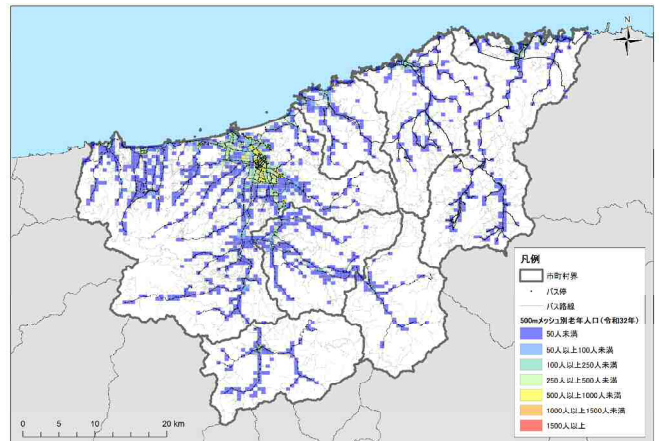 N
凡例
市町村界
バス停
バス路線
500mメッシュ別老年人口(令和32年)
50人未満
50人以上100人未満
100人以上250人未満
250人以上500人未満
500人以上1000人未満
1000人以上1500人未満
1500人以上
0 5 10 20 km